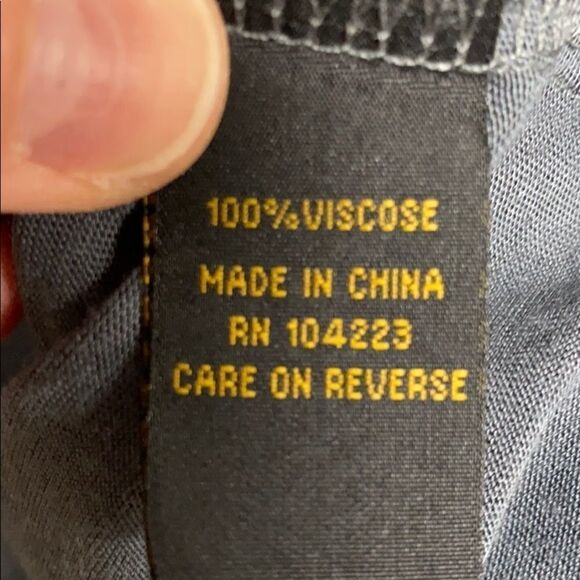 100% VISCOSE
MADE IN CHINA
RN 104223
CARE ON REVERSE